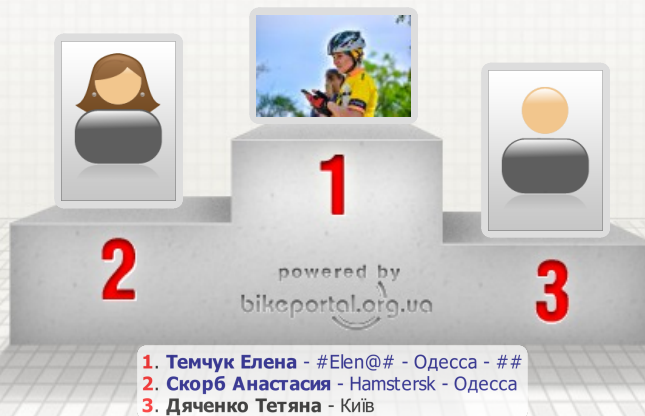 1
2
3
powered by
bikeportal.org.ua
1. Темчук Елена - #Elen@# - Одесса - ##
2. Скорб Анастасия - Hamstersk - Одесса
3. Дяченко Тетяна - Київ